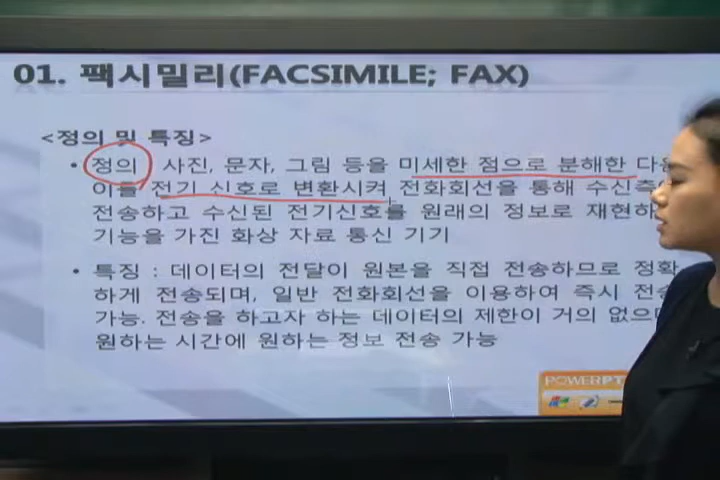 01. 팩시밀리(FACSIMILE; FAX)
<정의 및 특징>
• 정의 : 사진, 문자, 그림 등을 미세한 점으로 분해한 다음
이를 전기 신호로 변환시켜 전화회선을 통해 수신측
전송하고 수신된 전기신호를 원래의 정보로 재현하
기능을 가진 화상 자료 통신 기기
• 특징 : 데이터의 전달이 원본을 직접 전송하므로 정확
하게 전송되며, 일반 전화회선을 이용하여 즉시 전송
가능. 전송을 하고자 하는 데이터의 제한이 거의 없으며
원하는 시간에 원하는 정보 전송 가능
POWERPT